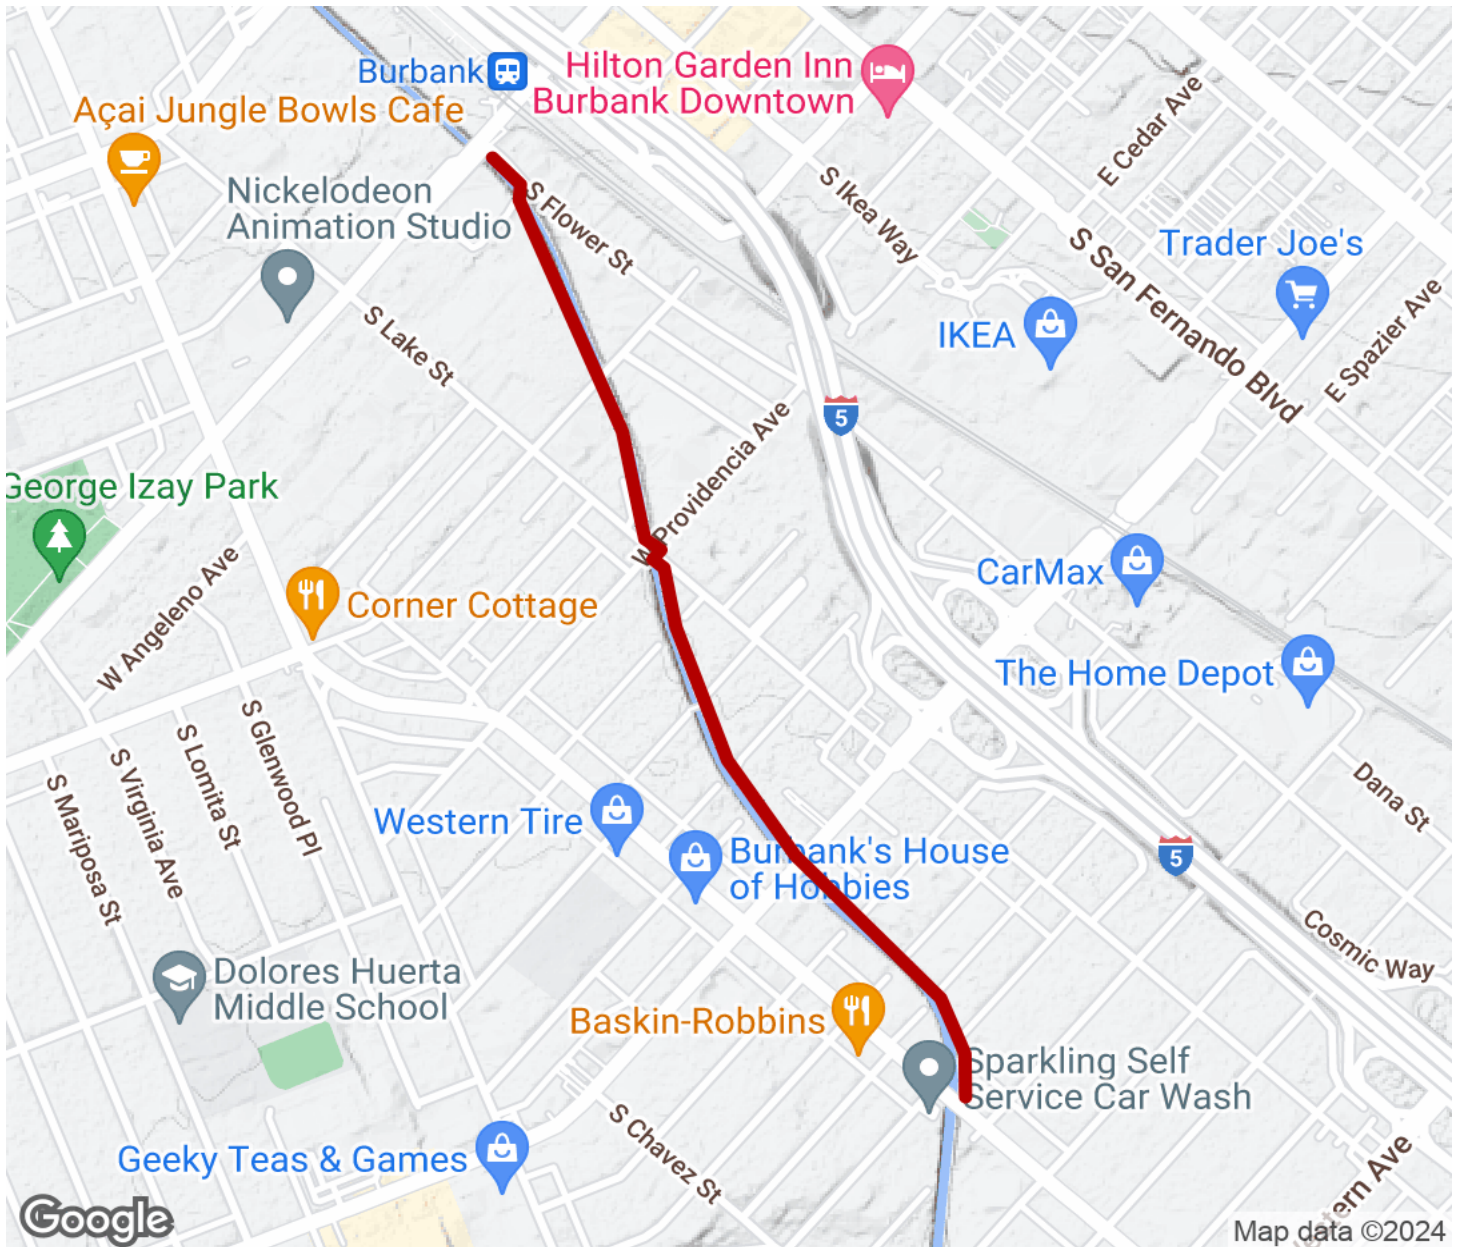 Burbank
Hilton Garden Inn
Burbank Downtown
Açai Jungle Bowls Cafe
E Cedar Ave
Nickelodeon
Animation Studio
S Flower St
S Ikea Way
S San Fernando Blvd
Trader Joe's
S Lake St
IKEA
E Spazier Ave
5
W Providencia Ave
George Izay Park
W Angeleno Ave
CarMax
Corner Cottage
The Home Depot
S Glenwood Pl
S Lomita St
S Virginia Ave
S Mariposa St
Dana St
Western Tire
Burbank's House
of Hobbies
5
Cosmic Way
Dolores Huerta
Middle School
Baskin-Robbins
Sparkling Self
Service Car Wash
S Chavez St
Geeky Teas & Games
Google
Map data ©2024